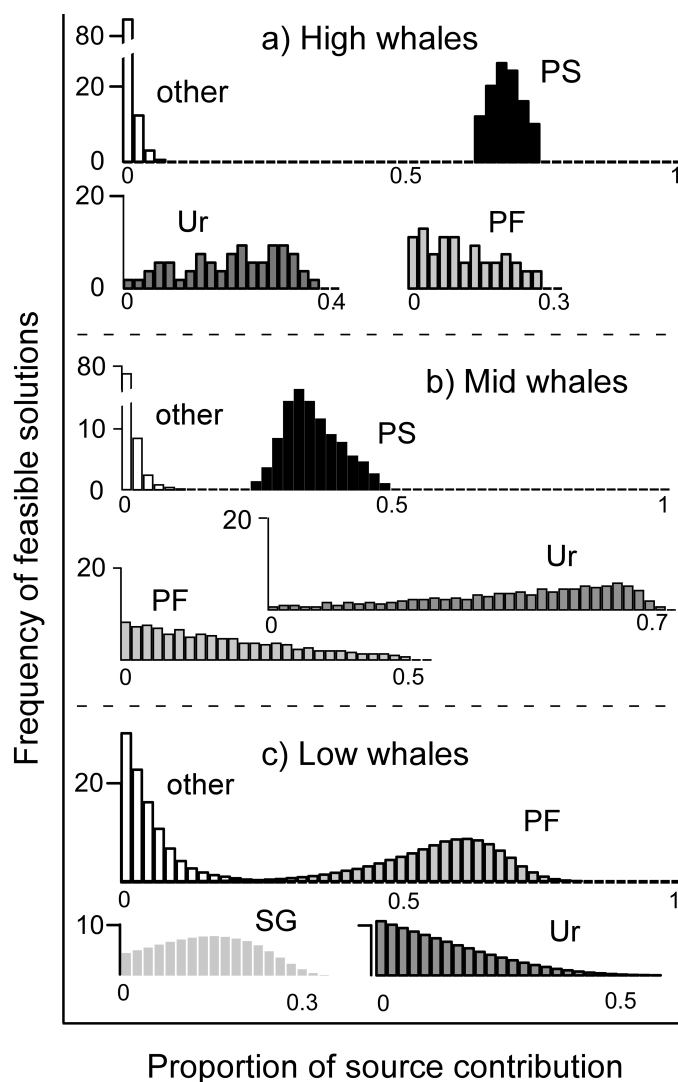 Frequency of feasible solutions
a) High whales
80
20
0
other
PS
0
0.5
1
20
0
Ur
PF
0
0.4
0
0.3
b) Mid whales
80
10
0
other
PS
0
0.5
1
20
Ur
0
0.7
20
PF
0
0.5
c) Low whales
20
other
PF
0
0.5
1
10
SG
Ur
0
0.3
0
0.5
Proportion of source contribution